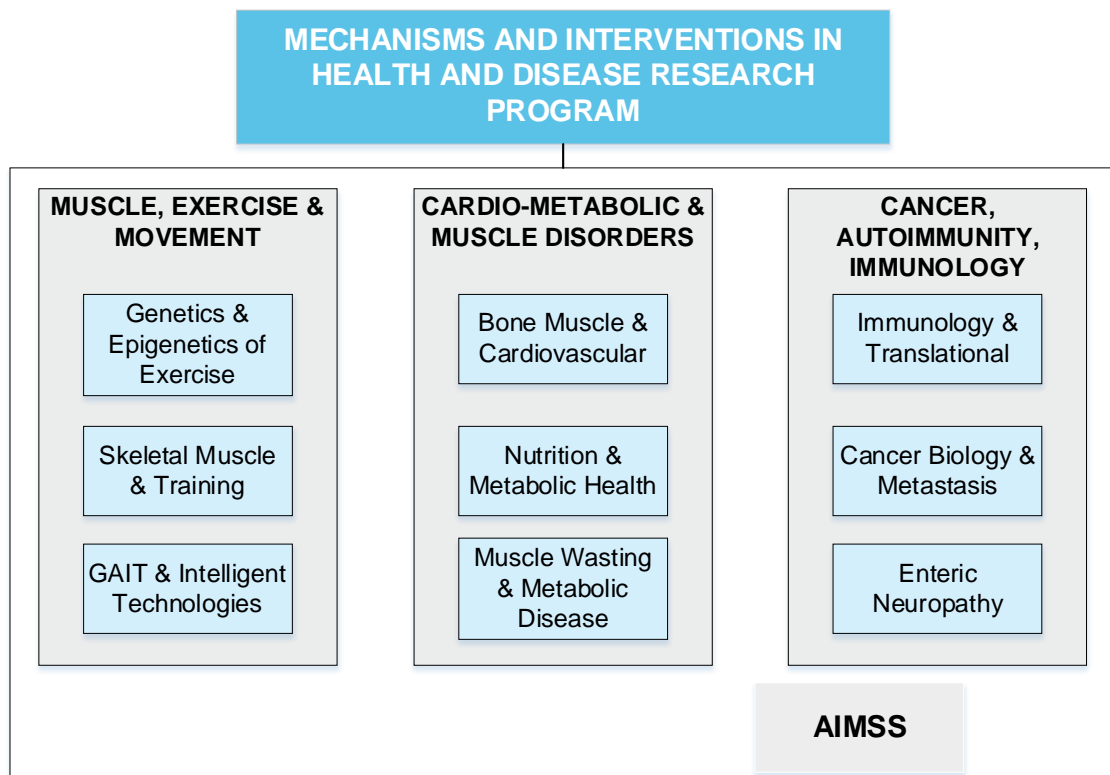 MECHANISMS AND INTERVENTIONS IN
HEALTH AND DISEASE RESEARCH
PROGRAM
MUSCLE, EXERCISE &
MOVEMENT
Genetics &
Epigenetics of
Exercise
Skeletal Muscle
& Training
GAIT & Intelligent
Technologies
CARDIO-METABOLIC &
MUSCLE DISORDERS
Bone Muscle &
Cardiovascular
Nutrition &
Metabolic Health
Muscle Wasting
& Metabolic
Disease
CANCER,
AUTOIMMUNITY,
IMMUNOLOGY
Immunology &
Translational
Cancer Biology &
Metastasis
Enteric
Neuropathy
AIMSS